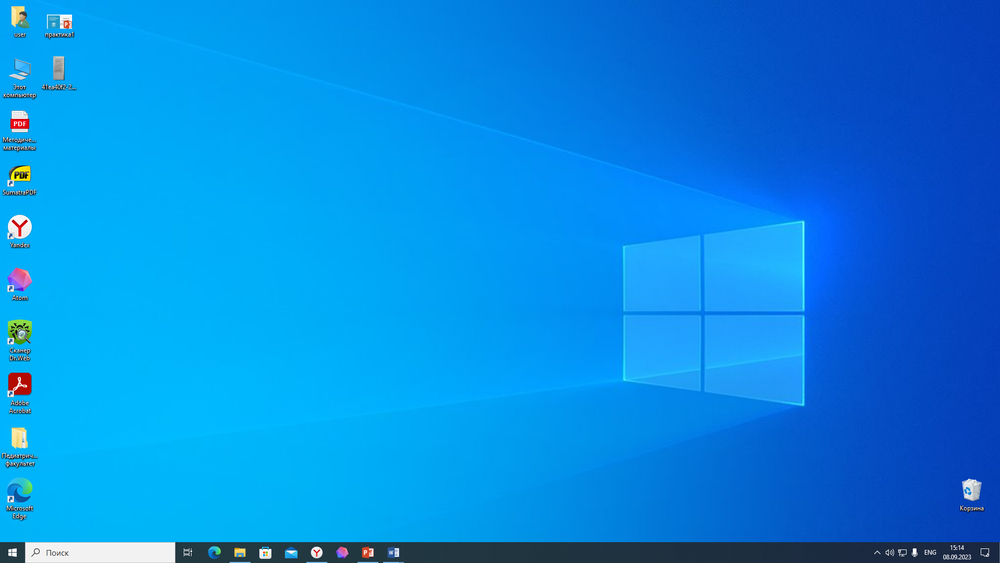 user
практика1
Этот
компьютер
41ea40f2-2...
PDF
Методиче...
материалы
PDF
SumatraPDF
Yandex
Atom
Сканер
Dr.Web
Adobe
Acrobat
Педиатрич...
факультет
Microsoft
Edge
Корзина
Поиск
ENG
15:14
08.09.2023